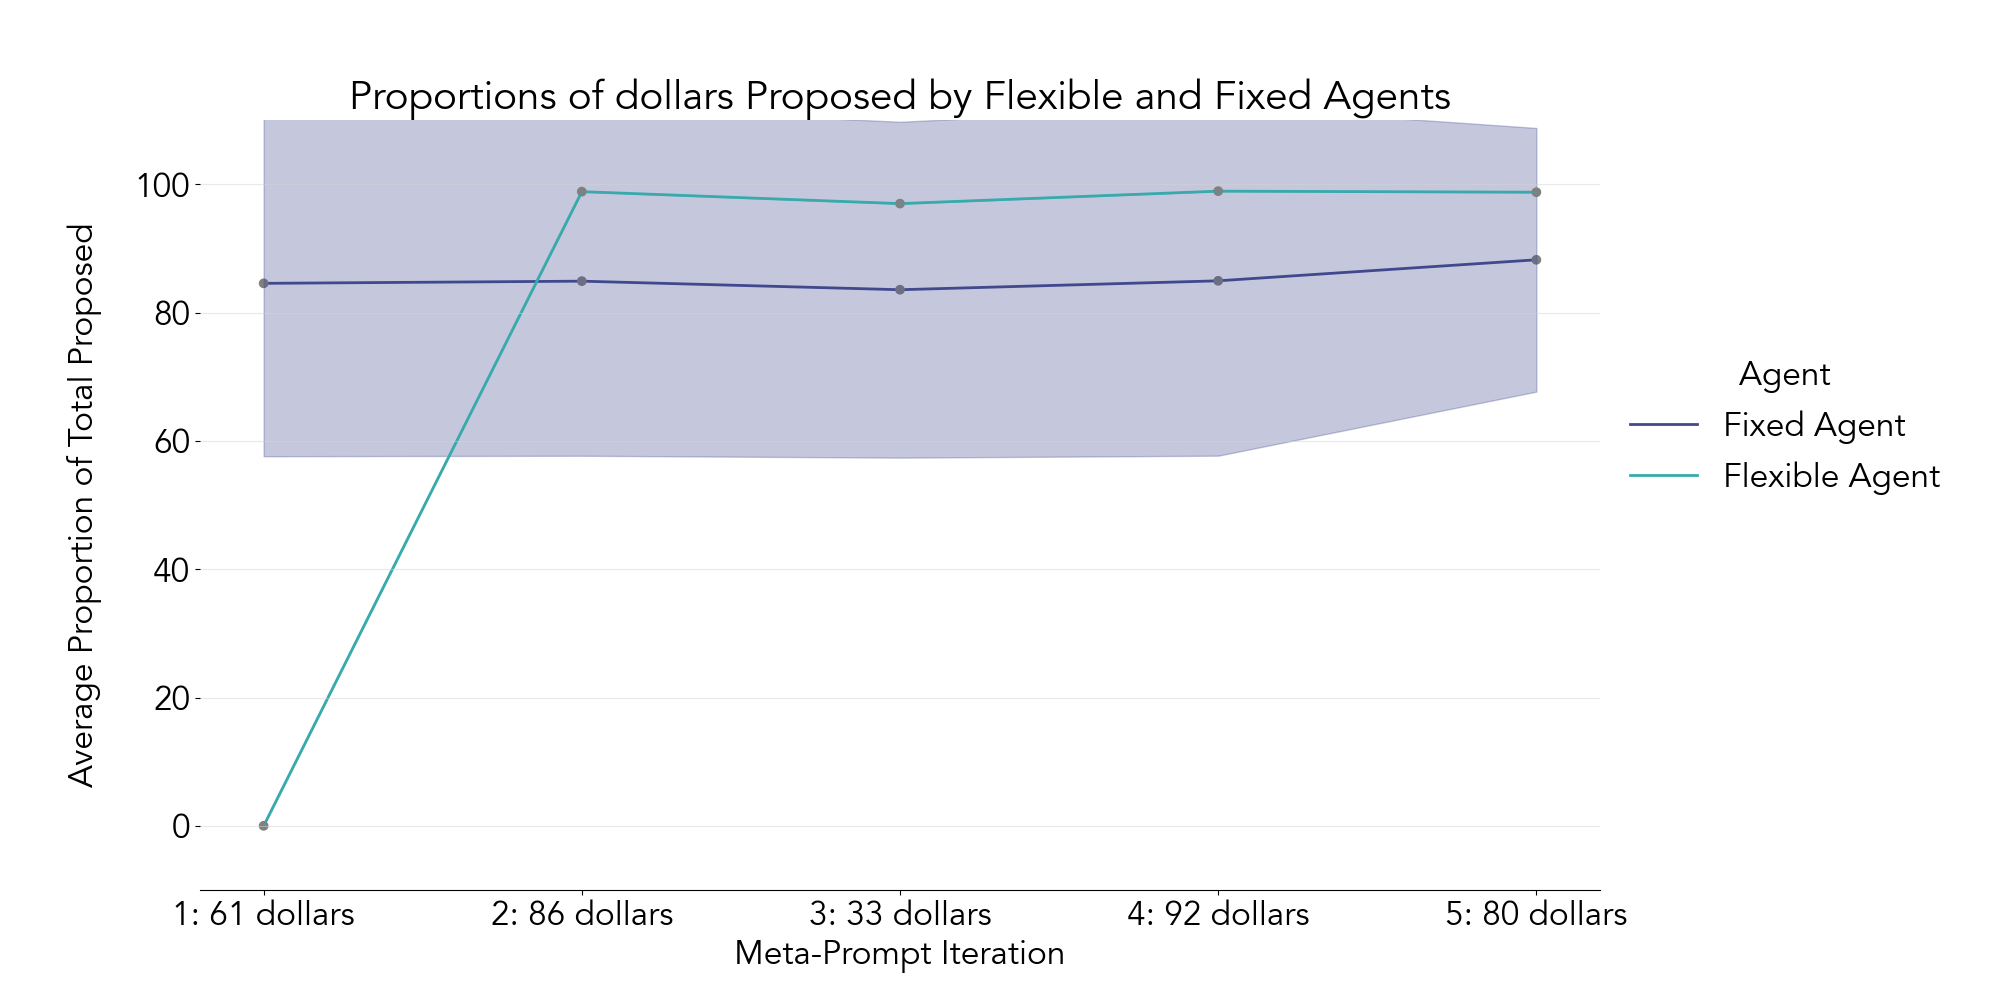 Proportions of dollars Proposed by Flexible and Fixed Agents
Average Proportion of Total Proposed
100
80
60
40
20
0
1: 61 dollars
2: 86 dollars
3: 33 dollars
4: 92 dollars
5: 80 dollars
Meta-Prompt Iteration
Agent
Fixed Agent
Flexible Agent